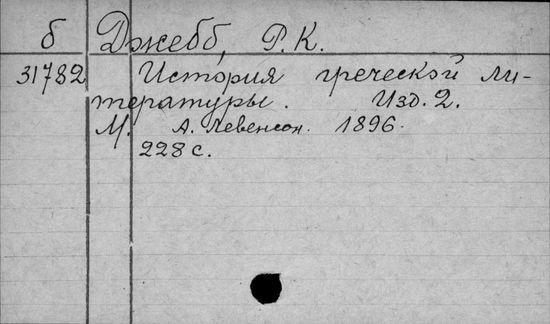 б Джебб, Р. К.
31782 История греческой ли-
тературы. Изд. 2.
М. А. Левенсон. 1896.
228 с.